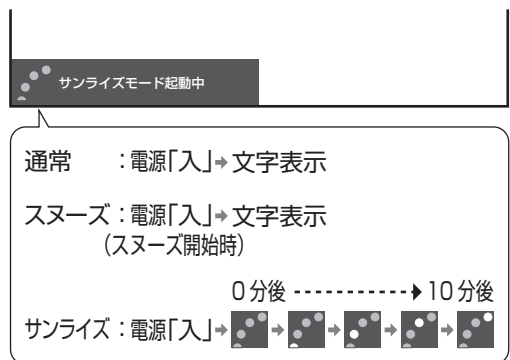 サンライズモード起動中
通常 :電源「入」➔文字表示
スヌーズ:電源「入」➔文字表示
(スヌーズ開始時)
0分後 - - - - - - - - - - - ➔10分後
サンライズ:電源「入」➔ ➔ ➔ ➔ ➔